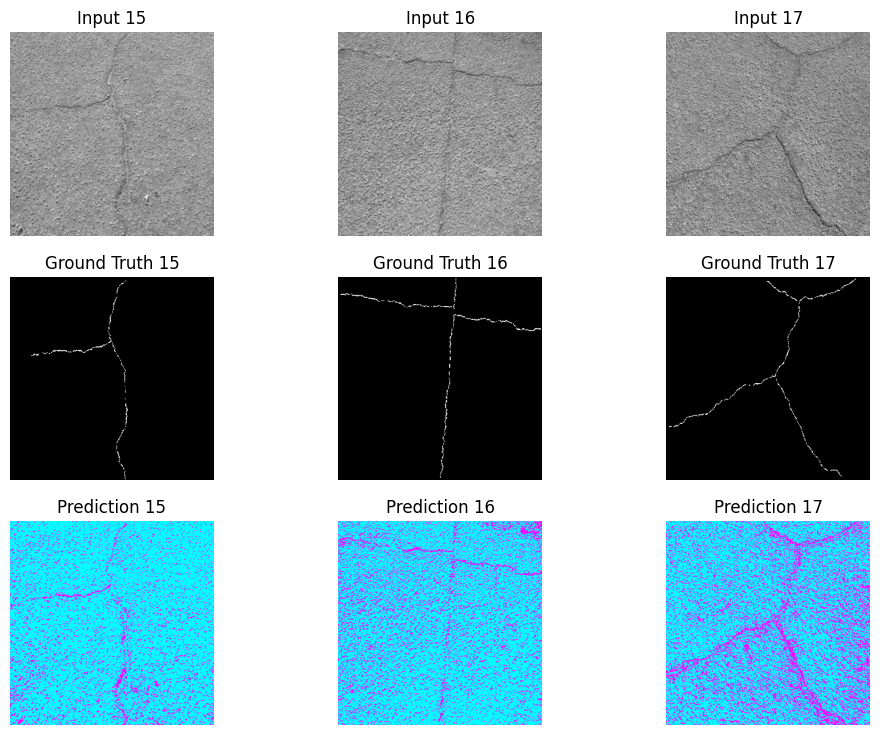 Input 15
Input 16
Input 17
Ground Truth 15
Ground Truth 16
Ground Truth 17
Prediction 15
Prediction 16
Prediction 17